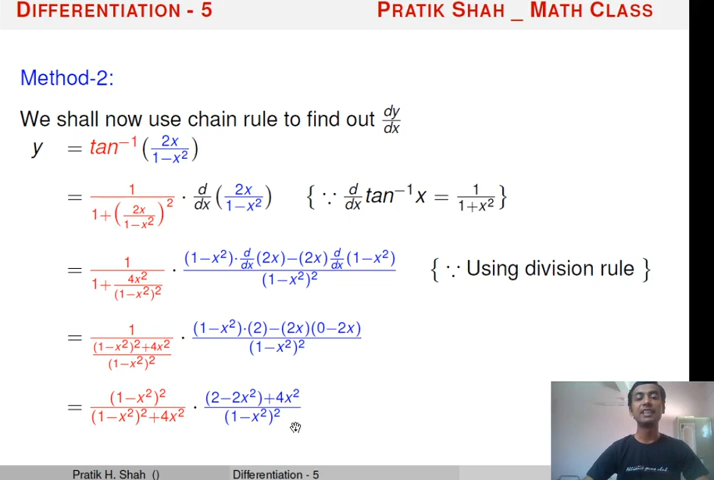 DIFFERENTIATION - 5 PRATIK SHAH _ MATH CLASS
Method-2:
We shall now use chain rule to find out dy/dx
y = tan⁻¹(2x/(1−x²))
= 1/(1+(2x/(1−x²))²) · d/dx(2x/(1−x²)) {∵ d/dx tan⁻¹x = 1/(1+x²)}
= 1/(1+4x²/(1−x²)²) · ((1−x²)·d/dx(2x)−(2x)d/dx(1−x²))/(1−x²)² {∵ Using division rule }
= 1/(((1−x²)²+4x²)/(1−x²)²) · ((1−x²)·(2)−(2x)(0−2x))/(1−x²)²
= (1−x²)²/((1−x²)²+4x²) · ((2−2x²)+4x²)/(1−x²)²
Pratik H. Shah () Differentiation - 5